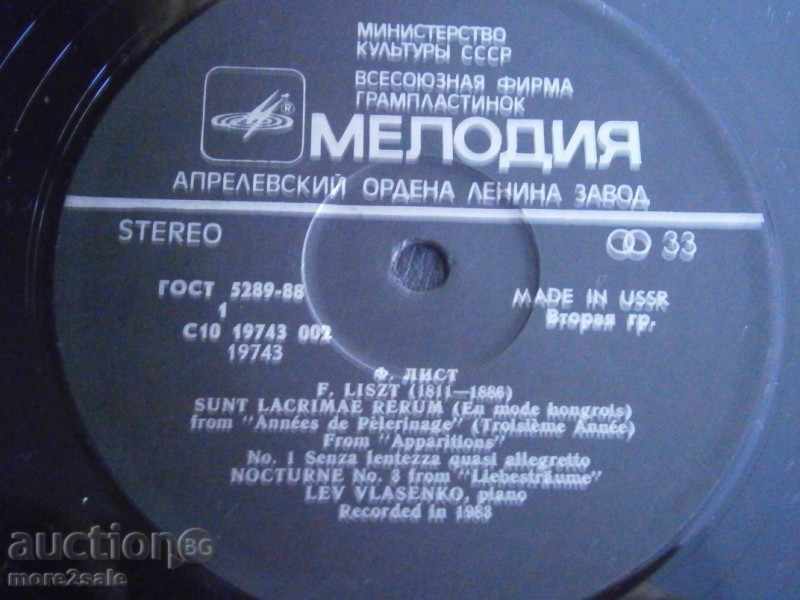 МИНИСТЕРСТВО
КУЛЬТУРЫ СССР
ВСЕСОЮЗНАЯ ФИРМА
ГРАМПЛАСТИНОК
®
МЕЛОДИЯ
АПРЕЛЕВСКИЙ ОРДЕНА ЛЕНИНА ЗАВОД
STEREO
33
ГОСТ 5289-88
MADE IN USSR
1
Вторая гр.
С10 19743 002
19743
Ф. ЛИСТ
F. LISZT (1811—1886)
SUNT LACRIMAE RERUM (En mode hongrois)
from "Années de Pèlerinage" (Troisième Année)
From "Apparitions"
No. 1 Senza lentezza quasi allegretto
NOCTURNE No. 3 from "Liebesträume"
LEV VLASENKO, piano
Recorded in 1983
auction BG
more2sale